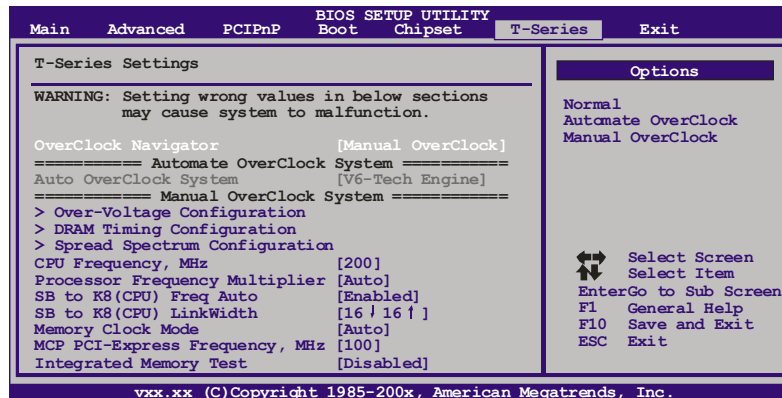 BIOS SETUP UTILITY
Main Advanced PCIPnP Boot Chipset T-Series Exit
T-Series Settings
WARNING: Setting wrong values in below sections
may cause system to malfunction.
OverClock Navigator [Manual OverClock]
=========== Automate OverClock System ===========
Auto OverClock System [V6-Tech Engine]
============ Manual OverClock System ============
> Over-Voltage Configuration
> DRAM Timing Configuration
> Spread Spectrum Configuration
CPU Frequency, MHz [200]
Processor Frequency Multiplier [Auto]
SB to K8(CPU) Freq Auto [Enabled]
SB to K8(CPU) LinkWidth [16 ↓ 16 ↑ ]
Memory Clock Mode [Auto]
MCP PCI-Express Frequency, MHz [100]
Integrated Memory Test [Disabled]
Options
Normal
Automate OverClock
Manual OverClock
Select Screen
Select Item
EnterGo to Sub Screen
F1 General Help
F10 Save and Exit
ESC Exit
vxx.xx (C)Copyright 1985-200x, American Megatrends, Inc.